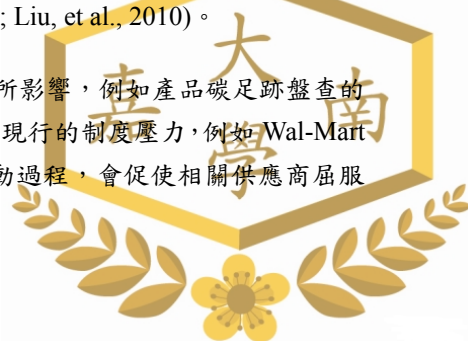 ; Liu, et al., 2010)。
所影響，例如產品碳足跡盤查的
現行的制度壓力，例如 Wal-Mart
動過程，會促使相關供應商屈服
南
大
嘉
學